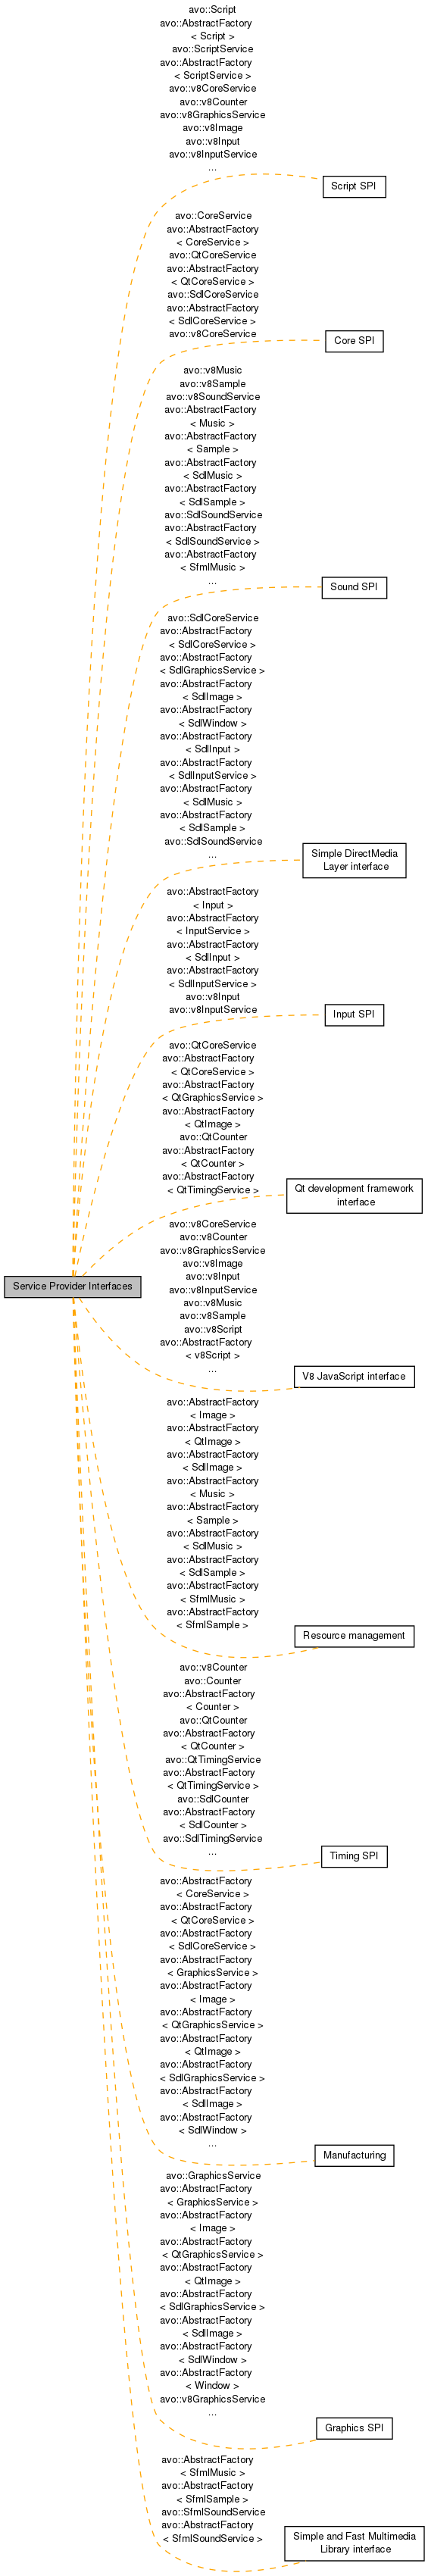 avo::Script
avo::AbstractFactory
< Script >
avo::ScriptService
avo::AbstractFactory
< ScriptService >
avo::v8CoreService
avo::v8Counter
avo::v8GraphicsService
avo::v8Image
avo::v8Input
avo::v8InputService
...
Script SPI
avo::CoreService
avo::AbstractFactory
< CoreService >
avo::QtCoreService
avo::AbstractFactory
< QtCoreService >
avo::SdlCoreService
avo::AbstractFactory
< SdlCoreService >
avo::v8CoreService
Core SPI
avo::v8Music
avo::v8Sample
avo::v8SoundService
avo::AbstractFactory
< Music >
avo::AbstractFactory
< Sample >
avo::AbstractFactory
< SdlMusic >
avo::AbstractFactory
< SdlSample >
avo::SdlSoundService
avo::AbstractFactory
< SdlSoundService >
avo::AbstractFactory
< SfmlMusic >
...
Sound SPI
avo::SdlCoreService
avo::AbstractFactory
< SdlCoreService >
avo::AbstractFactory
< SdlGraphicsService >
avo::AbstractFactory
< SdlImage >
avo::AbstractFactory
< SdlWindow >
avo::AbstractFactory
< SdlInput >
avo::AbstractFactory
< SdlInputService >
avo::AbstractFactory
< SdlMusic >
avo::AbstractFactory
< SdlSample >
avo::SdlSoundService
...
Simple DirectMedia
Layer interface
avo::AbstractFactory
< Input >
avo::AbstractFactory
< InputService >
avo::AbstractFactory
< SdlInput >
avo::AbstractFactory
< SdlInputService >
avo::v8Input
avo::v8InputService
Input SPI
avo::QtCoreService
avo::AbstractFactory
< QtCoreService >
avo::AbstractFactory
< QtGraphicsService >
avo::AbstractFactory
< QtImage >
avo::QtCounter
avo::AbstractFactory
< QtCounter >
avo::AbstractFactory
< QtTimingService >
Qt development framework
interface
avo::v8CoreService
avo::v8Counter
avo::v8GraphicsService
avo::v8Image
avo::v8Input
avo::v8InputService
avo::v8Music
avo::v8Sample
avo::v8Script
avo::AbstractFactory
< v8Script >
...
Service Provider Interfaces
V8 JavaScript interface
avo::AbstractFactory
< Image >
avo::AbstractFactory
< QtImage >
avo::AbstractFactory
< SdlImage >
avo::AbstractFactory
< Music >
avo::AbstractFactory
< Sample >
avo::AbstractFactory
< SdlMusic >
avo::AbstractFactory
< SdlSample >
avo::AbstractFactory
< SfmlMusic >
avo::AbstractFactory
< SfmlSample >
Resource management
avo::v8Counter
avo::Counter
avo::AbstractFactory
< Counter >
avo::QtCounter
avo::AbstractFactory
< QtCounter >
avo::QtTimingService
avo::AbstractFactory
< QtTimingService >
avo::SdlCounter
avo::AbstractFactory
< SdlCounter >
avo::SdlTimingService
...
Timing SPI
avo::AbstractFactory
< CoreService >
avo::AbstractFactory
< QtCoreService >
avo::AbstractFactory
< SdlCoreService >
avo::AbstractFactory
< GraphicsService >
avo::AbstractFactory
< Image >
avo::AbstractFactory
< QtGraphicsService >
avo::AbstractFactory
< QtImage >
avo::AbstractFactory
< SdlGraphicsService >
avo::AbstractFactory
< SdlImage >
avo::AbstractFactory
< SdlWindow >
...
Manufacturing
avo::GraphicsService
avo::AbstractFactory
< GraphicsService >
avo::AbstractFactory
< Image >
avo::AbstractFactory
< QtGraphicsService >
avo::AbstractFactory
< QtImage >
avo::AbstractFactory
< SdlGraphicsService >
avo::AbstractFactory
< SdlImage >
avo::AbstractFactory
< SdlWindow >
avo::AbstractFactory
< Window >
avo::v8GraphicsService
...
Graphics SPI
avo::AbstractFactory
< SfmlMusic >
avo::AbstractFactory
< SfmlSample >
avo::SfmlSoundService
avo::AbstractFactory
< SfmlSoundService >
Simple and Fast Multimedia
Library interface